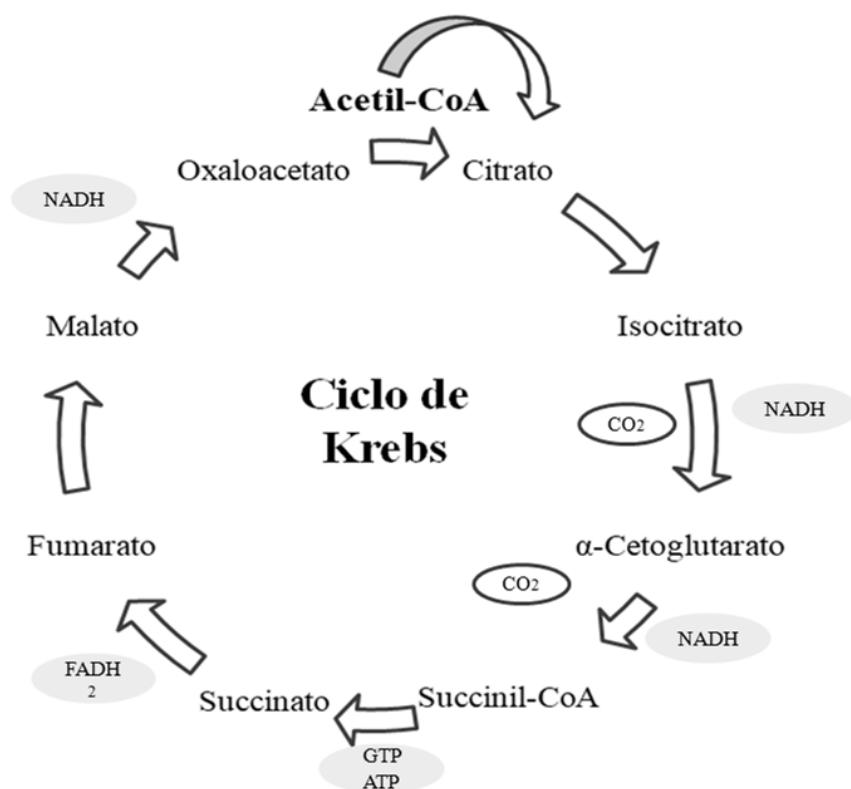 Acetil-CoA
Oxaloacetato
Citrato
NADH
Malato
Isocitrato
Ciclo de
Krebs
CO2
NADH
Fumarato
α-Cetoglutarato
CO2
NADH
FADH
2
Succinato
Succinil-CoA
GTP
ATP